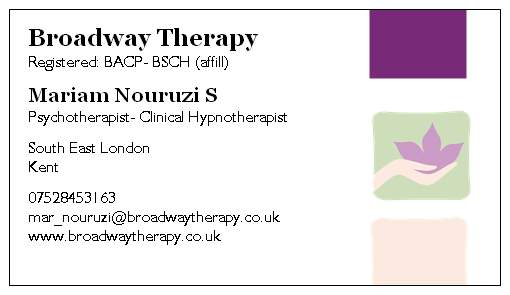 Broadway Therapy
Registered: BACP- BSCH (affill)
Mariam Nouruzi S
Psychotherapist- Clinical Hypnotherapist
South East London
Kent
07528453163
mar_nouruzi@broadwaytherapy.co.uk
www.broadwaytherapy.co.uk